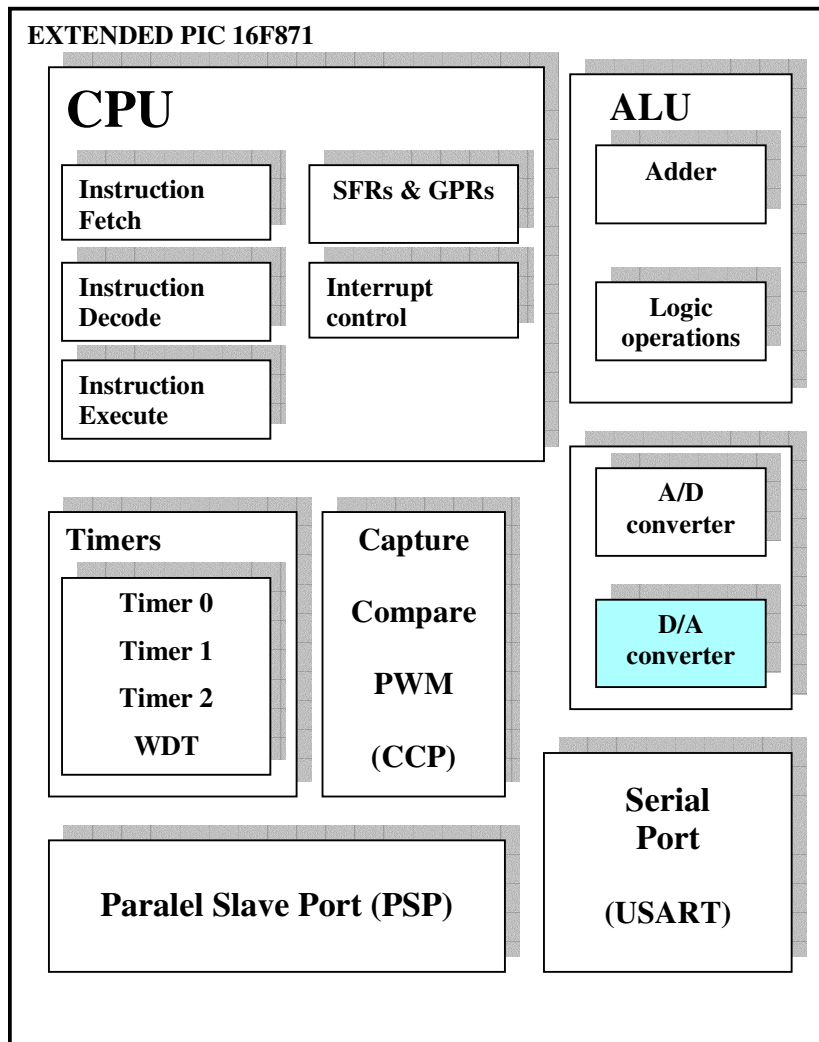 EXTENDED PIC 16F871
CPU
Instruction
Fetch
Instruction
Decode
Instruction
Execute
SFRs & GPRs
Interrupt
control
ALU
Adder
Logic
operations
A/D
converter
D/A
converter
Timers
Timer 0
Timer 1
Timer 2
WDT
Capture
Compare
PWM
(CCP)
Serial
Port
(USART)
Paralel Slave Port (PSP)